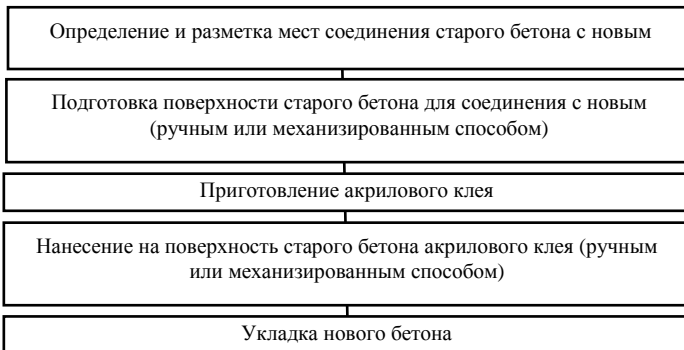 Определение и разметка мест соединения старого бетона с новым
Подготовка поверхности старого бетона для соединения с новым
(ручным или механизированным способом)
Приготовление акрилового клея
Нанесение на поверхность старого бетона акрилового клея (ручным
или механизированным способом)
Укладка нового бетона